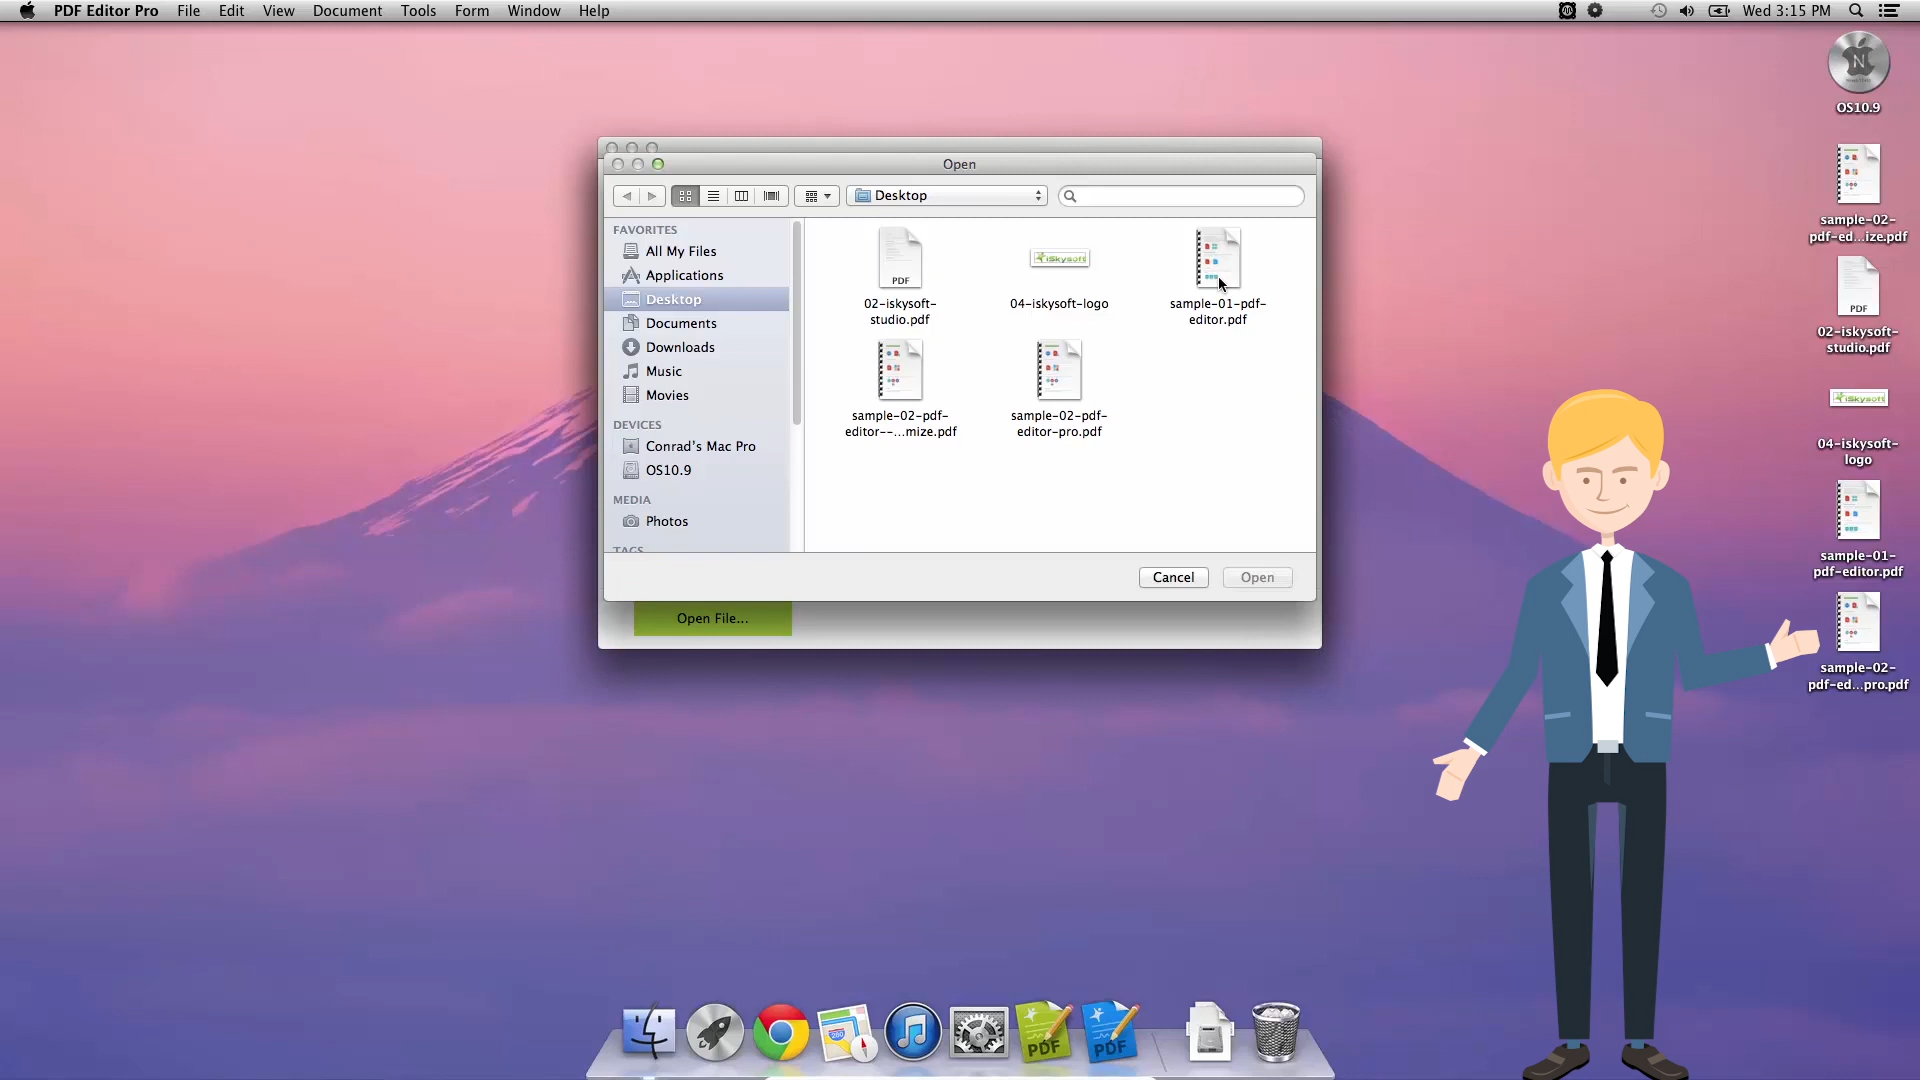 PDF Editor Pro File Edit View Document Tools Form Window Help Wed 3:15 PM
OS10.9
sample-02-
pdf-ed...ize.pdf
PDF
02-iskysoft-
studio.pdf
iSkysoft
04-iskysoft-
logo
sample-01-
pdf-editor.pdf
sample-02-
pdf-ed...pro.pdf
Open
Desktop
FAVORITES
All My Files
Applications
Desktop
Documents
Downloads
Music
Movies
DEVICES
Conrad's Mac Pro
OS10.9
MEDIA
Photos
TAGS
PDF
02-iskysoft-
studio.pdf
iSkysoft
04-iskysoft-logo
sample-01-pdf-
editor.pdf
sample-02-pdf-
editor--...mize.pdf
sample-02-pdf-
editor-pro.pdf
Cancel Open
Open File...
PDF PDF